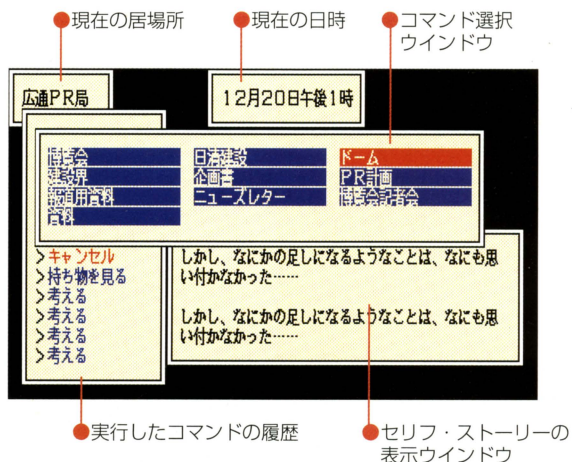 ●現在の居場所
●現在の日時
●コマンド選択
ウインドウ
広通PR局
12月20日午後1時
博覧会
日清建設
ドーム
建設界
企画書
PR計画
報道用資料
ニューズレター
博覧会記者会
資料
>キャンセル
>持ち物を見る
>考える
>考える
>考える
>考える
しかし、なにかの足しになるようなことは、なにも思
い付かなかった……
しかし、なにかの足しになるようなことは、なにも思
い付かなかった……
●実行したコマンドの履歴
●セリフ・ストーリーの
表示ウインドウ